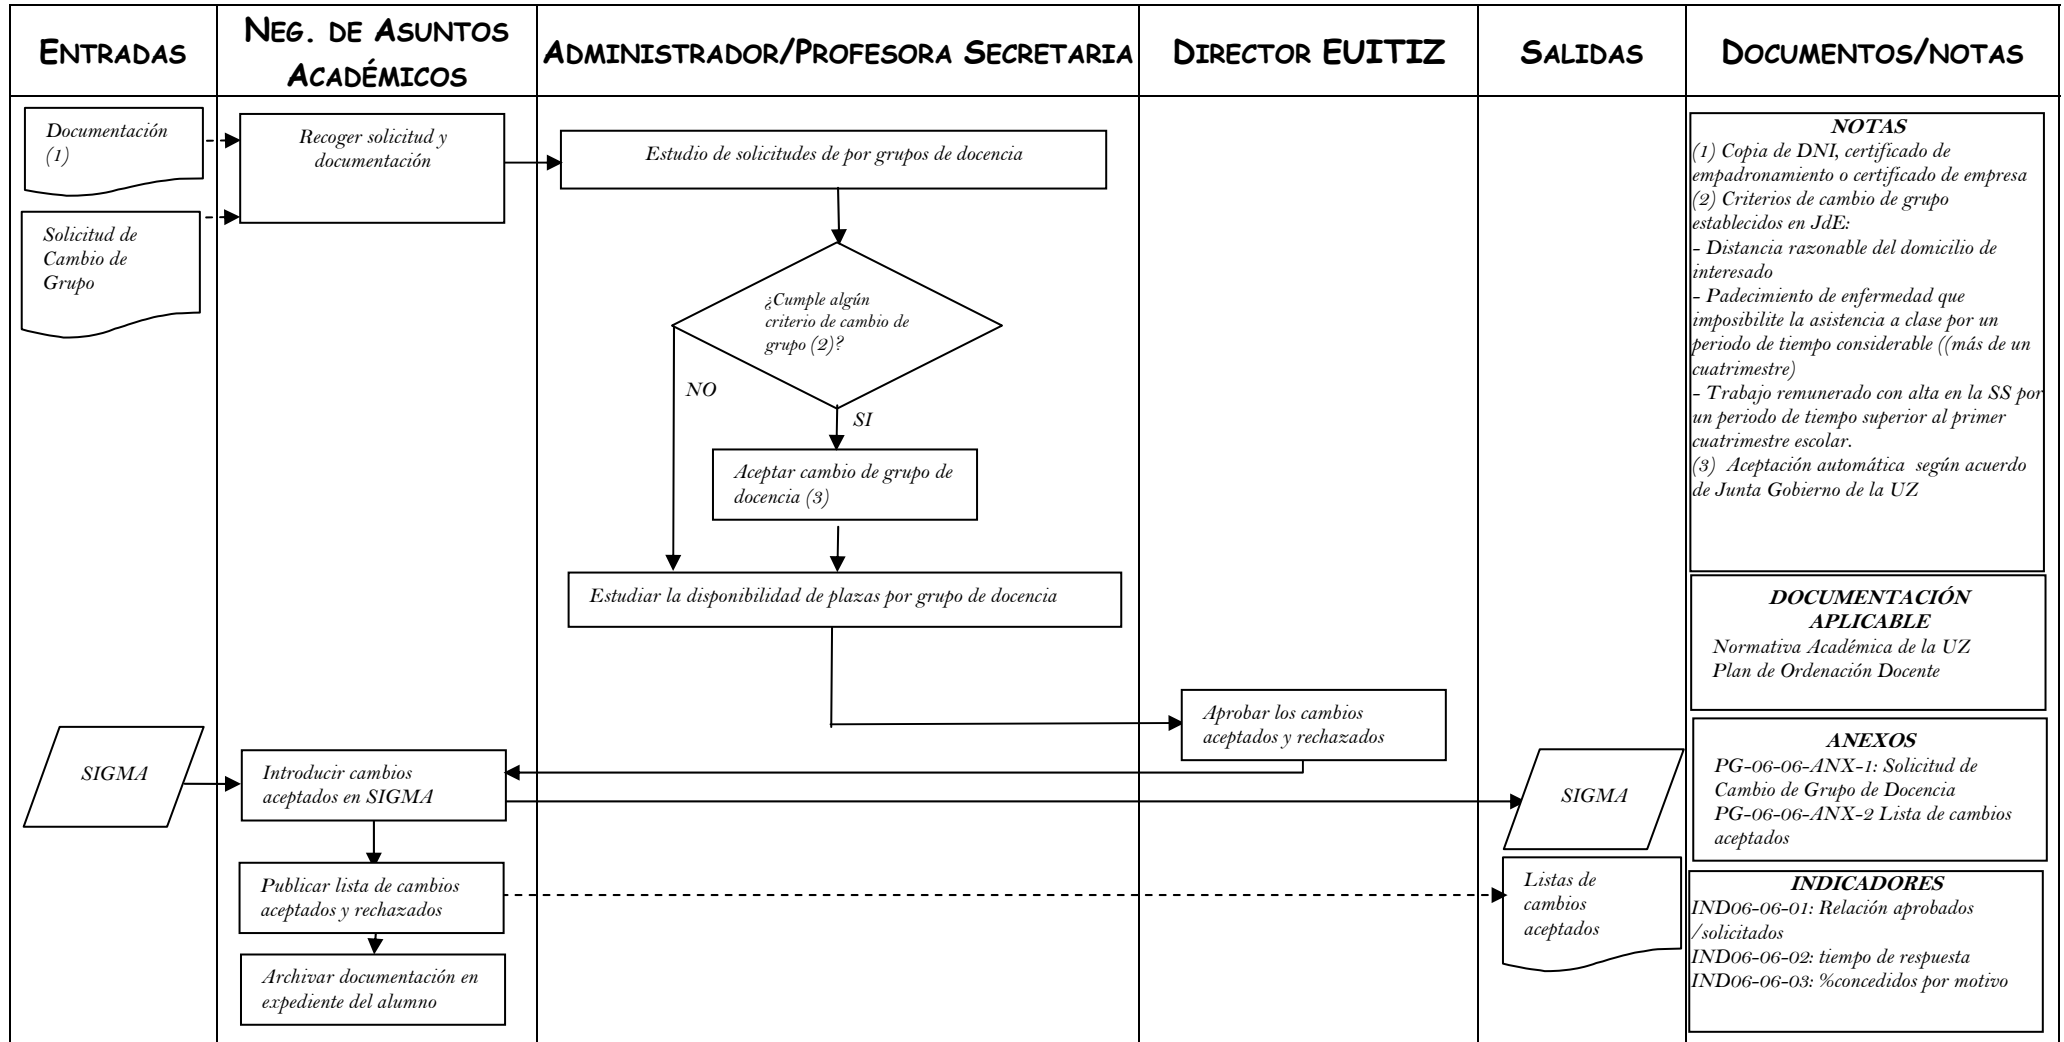 ENTRADAS
NEG. DE ASUNTOS
ACADÉMICOS
ADMINISTRADOR/PROFESORA SECRETARIA
DIRECTOR EUITIZ
SALIDAS
DOCUMENTOS/NOTAS
Documentación
(1)
Solicitud de
Cambio de
Grupo
Recoger solicitud y
documentación
Estudio de solicitudes de por grupos de docencia
¿Cumple algún
criterio de cambio de
grupo (2)?
NO
SI
Aceptar cambio de grupo de
docencia (3)
Estudiar la disponibilidad de plazas por grupo de docencia
Aprobar los cambios
aceptados y rechazados
SIGMA
Introducir cambios
aceptados en SIGMA
SIGMA
Publicar lista de cambios
aceptados y rechazados
Listas de
cambios
aceptados
Archivar documentación en
expediente del alumno
NOTAS
(1) Copia de DNI, certificado de
empadronamiento o certificado de empresa
(2) Criterios de cambio de grupo
establecidos en JdE:
- Distancia razonable del domicilio de
interesado
- Padecimiento de enfermedad que
imposibilite la asistencia a clase por un
periodo de tiempo considerable ((más de un
cuatrimestre)
- Trabajo remunerado con alta en la SS por
un periodo de tiempo superior al primer
cuatrimestre escolar.
(3) Aceptación automática según acuerdo
de Junta Gobierno de la UZ
DOCUMENTACIÓN
APLICABLE
Normativa Académica de la UZ
Plan de Ordenación Docente
ANEXOS
PG-06-06-ANX-1: Solicitud de
Cambio de Grupo de Docencia
PG-06-06-ANX-2 Lista de cambios
aceptados
INDICADORES
IND06-06-01: Relación aprobados
/solicitados
IND06-06-02: tiempo de respuesta
IND06-06-03: %concedidos por motivo